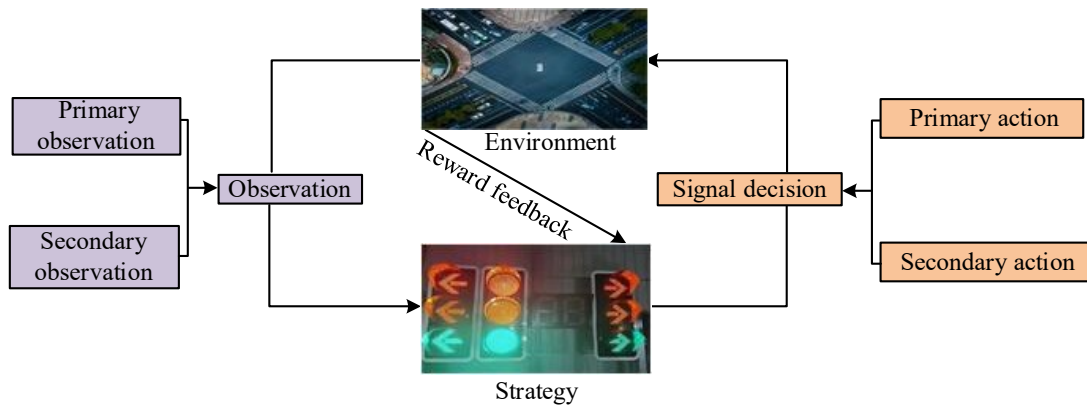 Environment
Primary
observation
Observation
Secondary
observation
Reward feedback
Strategy
Signal decision
Primary action
Secondary action